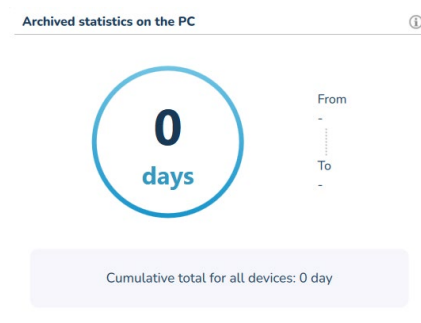 Archived statistics on the PC
0
days
From
-
To
-
Cumulative total for all devices: 0 day